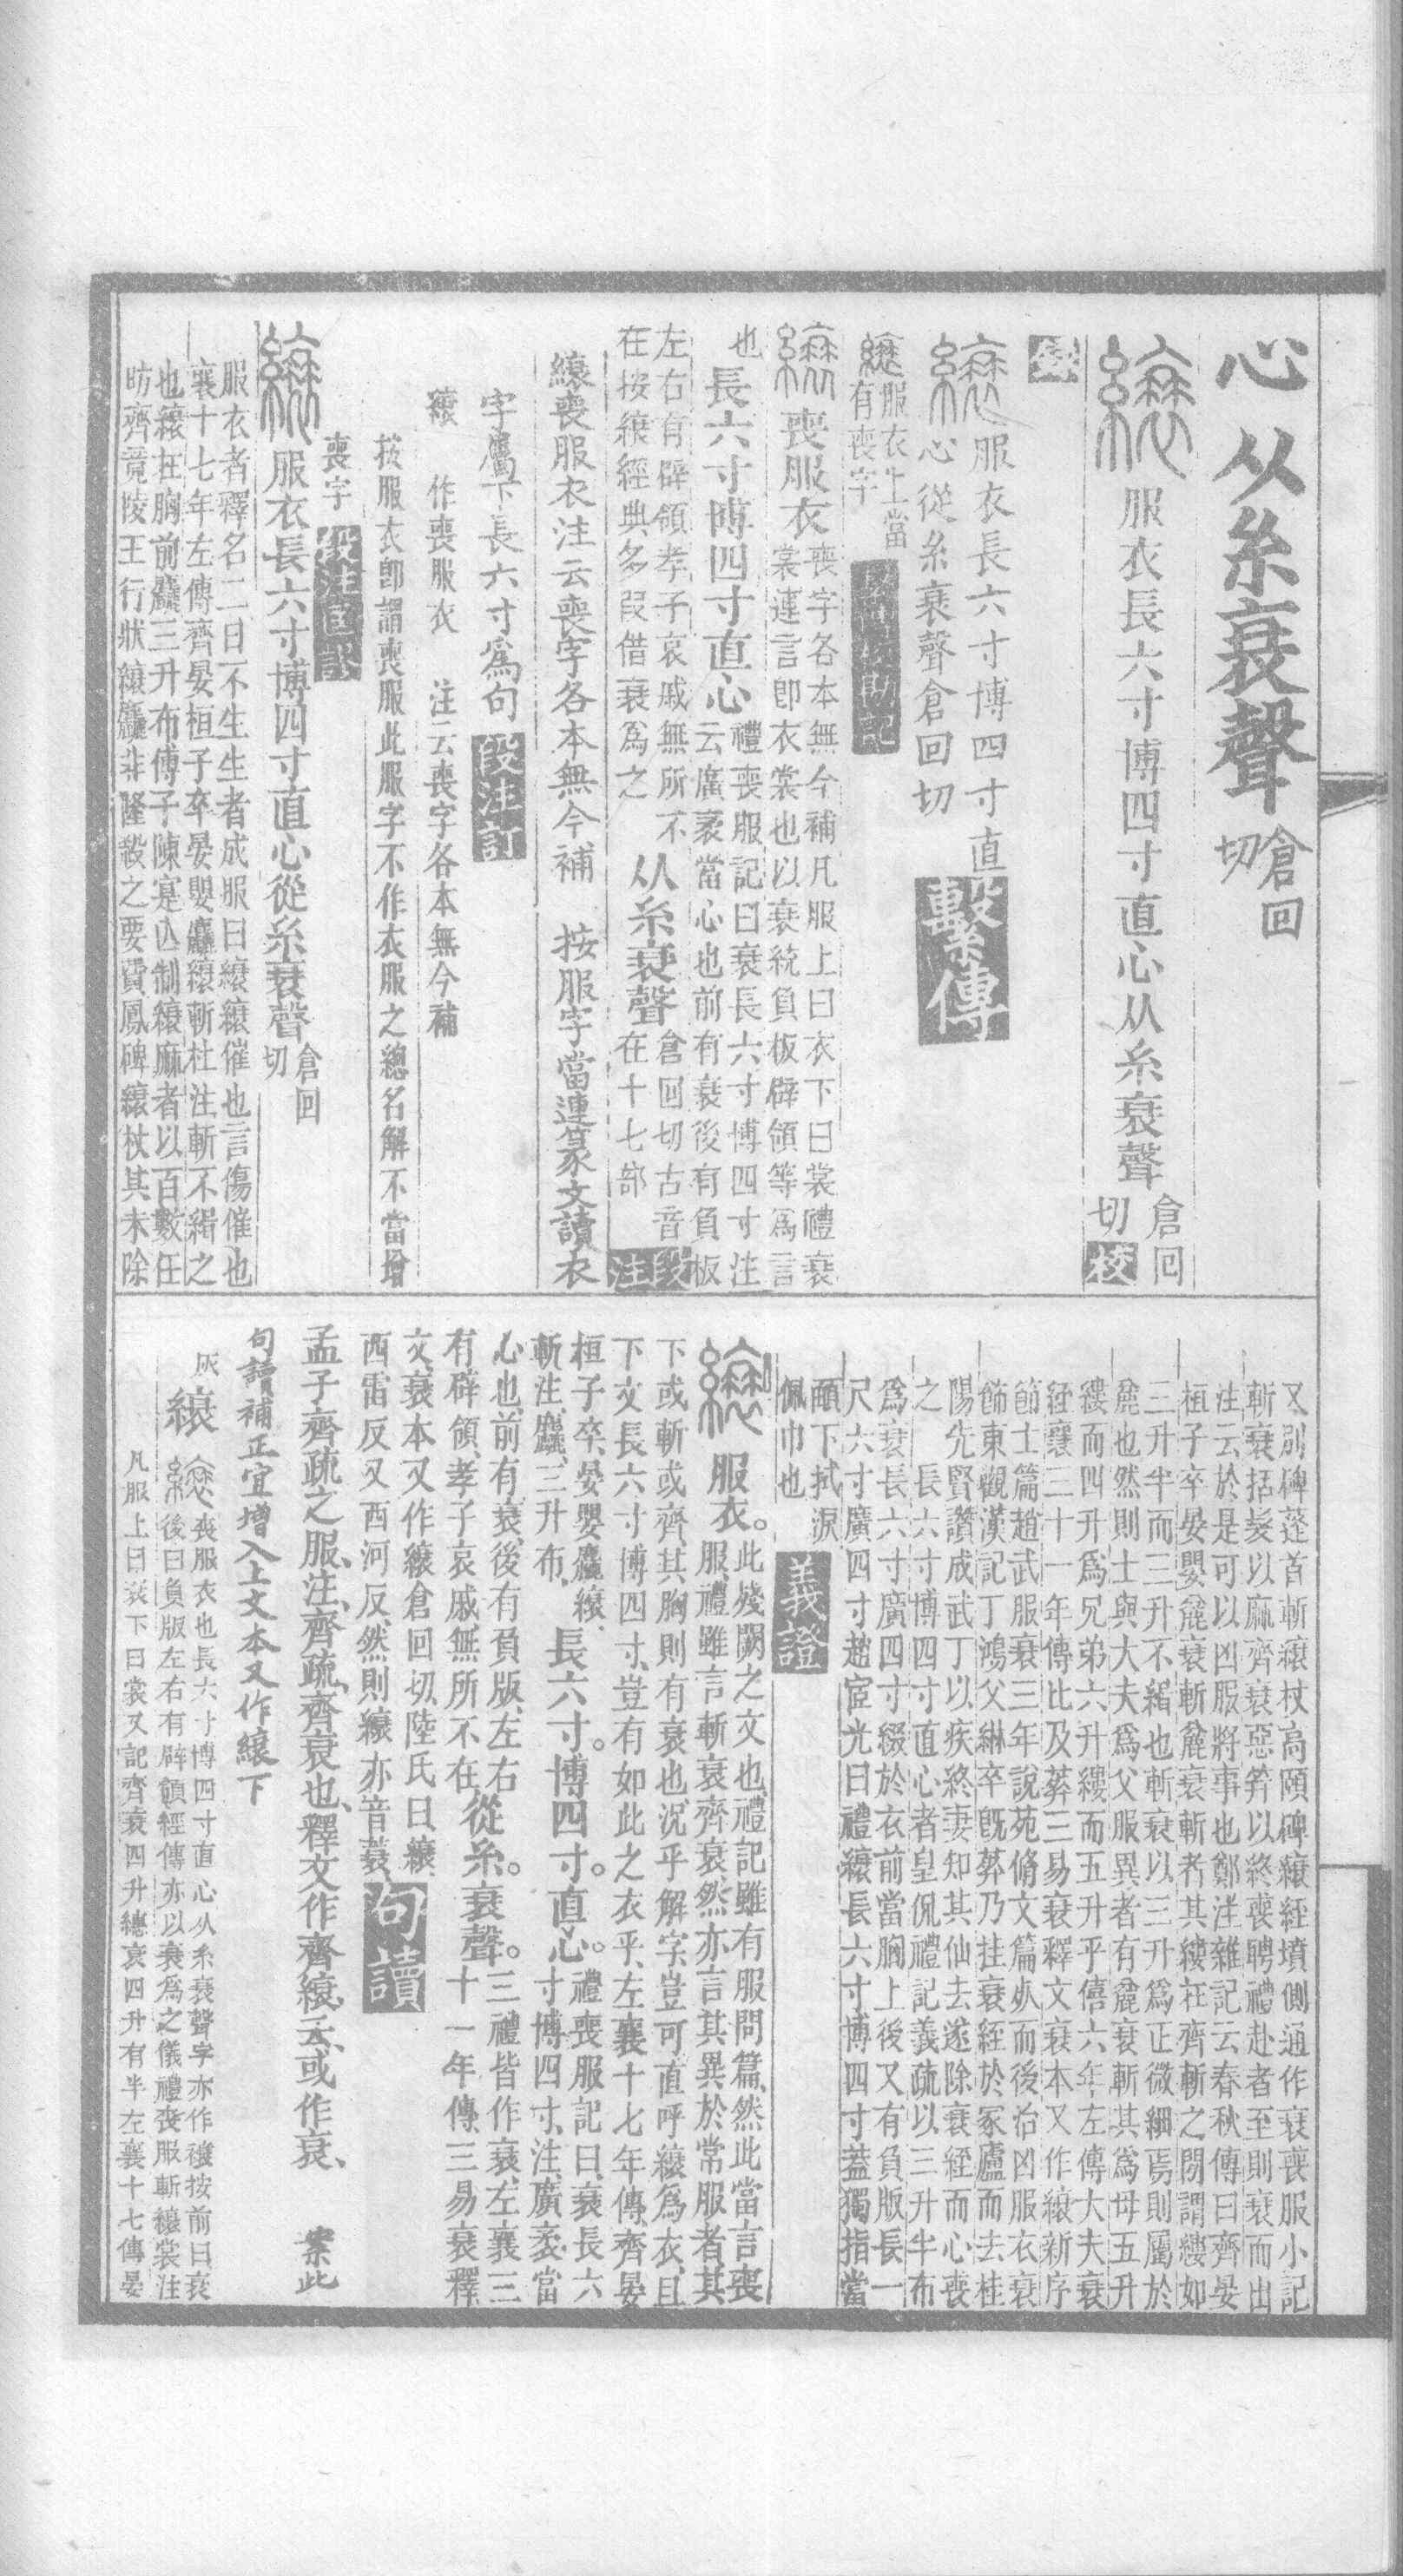 心从糸衰聲倉回切
服衣長六寸博四寸直心从糸衰聲倉回切校
錄
服衣長六寸博四寸直
心從糸衰聲倉回切繫傳
服衣上當
有喪字
喪服衣喪字各本無今補凡服上曰衣下曰裳禮衰
裳連言卽衣裳也以衰統負板辟領等爲言
也長六寸博四寸直心禮喪服記曰衰長六寸博四寸注
云廣袤當心也前有衰後有負板
左右有辟領孝子哀戚無所不
在按縗經典多叚借衰爲之从糸衰聲倉回切古音
在十七部段注
縗喪服衣注云喪字各本無今補 按服字當連篆文讀衣
字屬下長六寸爲句段注訂
縗 作喪服衣 注云喪字各本無今補
按服衣卽謂喪服此服字不作衣服之總名解不當增
喪字段注匡謬
服衣長六寸博四寸直心從糸衰聲倉回切
服衣者釋名二日不生生者成服曰縗縗催也言傷催也
襄十七年左傳齊晏桓子卒晏嬰麤縗斬杜注斬不緝之
也縗在胸前麤三升布傅子陳寔亾制縗麻者以百數任
昉齊竟陵王行狀縗麤非隆殺之要費鳳碑縗杖其未除
又別碑蓬首斬縗杖高頤碑縗絰墳側通作衰喪服小記
斬衰括髮以麻齊衰惡笄以終喪聘禮赴者至則衰而出
注云於是可以凶服將事也鄭注雜記云春秋傳曰齊晏
桓子卒晏嬰麤衰斬麤衰斬者其縷在齊斬之閒謂縷如
三升半而三升不緝也斬衰以三升爲正微細焉則屬於
麤也然則士與大夫爲父服異者有麤衰斬其爲母五升
縷而四升爲兄弟六升縷而五升乎僖六年左傳大夫衰
絰襄三十一年傳比及葬三易衰釋文衰本又作縗新序
節士篇趙武服衰三年說苑脩文篇必而後治凶服衣衰
飾東觀漢記丁鴻父綝卒旣葬乃挂衰絰於冢廬而去桂
陽先賢讚成武丁以疾終妻知其仙去遂除衰絰而心喪
之 長六寸博四寸直心者皇侃禮記義疏以三升半布
爲衰長六寸廣四寸綴於衣前當胸上後又有負版長一
尺六寸廣四寸趙宧光曰禮縗長六寸博四寸蓋獨指當
頤下拭淚
佩巾也義證
服衣。此殘闕之文也、禮記雖有服問篇、然此當言喪
服、禮雖言斬衰齊衰、然亦言其異於常服者、其
下或斬或齊、其胸則有衰也、況乎解字、豈可直呼縗爲衣、且
下文長六寸博四寸、豈有如此之衣乎、左襄十七年傳、齊晏
桓子卒、晏嬰麤縗
斬注、麤、三升布、長六寸。博四寸。直心。禮喪服記曰、衰長六
寸博四寸、注、廣袤當
心也、前有衰、後有負版、左右
有辟領、孝子哀戚、無所不在從糸。衰聲。三禮皆作衰、左襄三
十一年傳、三易衰、釋
文、衰本又作縗、倉回切、陸氏曰、縗
西雷反、又西河反、然則縗亦音蓑句讀
孟子、齊疏之服、注、齊疏、齊衰也、釋文作齊縗、云、或作衰、 案此
句讀補正宜增入上文本又作縗下
灰縗喪服衣也長六寸博四寸直心从糸衰聲字亦作縗按前曰衰
後曰負版左右有辟領經傳亦以衰爲之儀禮喪服斬縗裳注
凡服上曰衰下曰裳又記齊衰四升總衰四升有半左襄十七傳晏